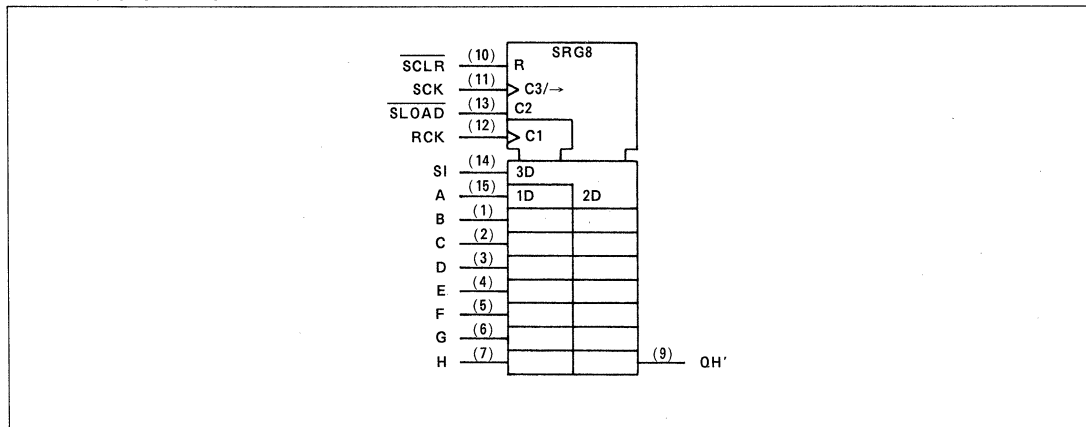 SRG8
SCLR (10) R
SCK (11) C3/→
SLOAD (13) C2
RCK (12) C1
SI (14) 3D
A (15) 1D 2D
B (1)
C (2)
D (3)
E (4)
F (5)
G (6)
H (7) (9) QH'